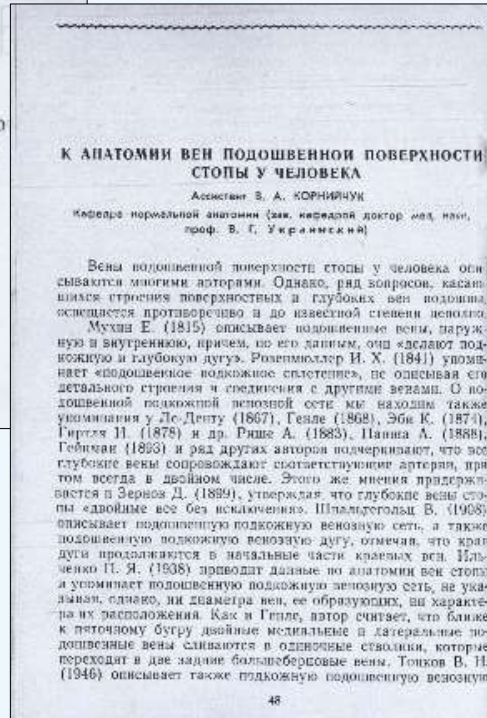 К АНАТОМИИ ВЕН ПОДОШВЕННОЙ ПОВЕРХНОСТИ
СТОПЫ У ЧЕЛОВЕКА
Ассистент В. А. КОРНИЙЧУК
Кафедра нормальной анатомии (зав. кафедрой доктор мед. наук,
проф. В. Г. Украинский)
Вены подошвенной поверхности стопы у человека опи-
сываются многими авторами. Однако, ряд вопросов, касаю-
щихся строения поверхностных и глубоких вен подошвы,
освещается противоречиво и до известной степени неполно.
Мухин Е. (1815) описывает подошвенные вены, наруж-
ную и внутреннюю, причем, по его данным, они «делают под-
кожную и глубокую дугу». Розенмюллер И. Х. (1841) упоми-
нает «подошвенное подкожное сплетение», не описывая его
детального строения и соединения с другими венами. О по-
дошвенной подкожной венозной сети мы находим также
упоминания у Ле-Денту (1867), Генле (1868), Эби К. (1874),
Гиртля И. (1878) и др. Рише А. (1883), Панша А. (1888),
Гейцман (1893) и ряд других авторов подчеркивают, что все
глубокие вены сопровождают соответствующие артерии, при
том всегда в двойном числе. Этого же мнения придержи-
вается и Зернов Д. (1899), утверждая, что глубокие вены сто-
пы «двойные все без исключения». Шпальтегольц В. (1908)
описывает подошвенную подкожную венозную сеть, а также
подошвенную подкожную венозную дугу, отмечая, что края
дуги продолжаются в начальные части краевых вен. Иль-
ченко П. Я. (1938) приводит данные по анатомии вен стопы
и упоминает подошвенную подкожную венозную сеть, не ука-
зывая, однако, ни диаметра вен, ее образующих, ни характе-
ра их расположения. Как и Генле, автор считает, что ближе
к пяточному бугру двойные медиальные и латеральные по-
дошвенные вены сливаются в одиночные стволики, которые
переходят в две задние большеберцовые вены. Тонков В. Н.
(1946) описывает также подкожную подошвенную венозную
48